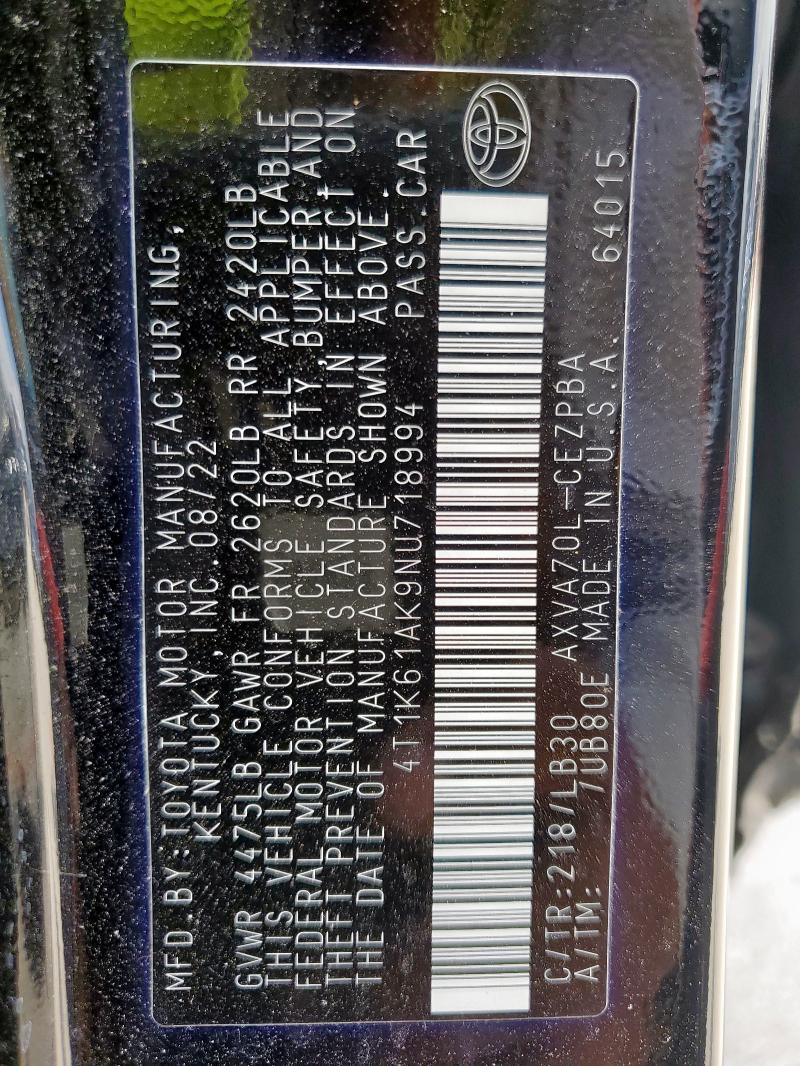 MFD.BY:TOYOTA MOTOR MANUFACTURING,
KENTUCKY,INC.08/22
GVWR 4475LB GAWR FR 2620LB RR 2420LB
THIS VEHICLE CONFORMS TO ALL APPLICABLE
FEDERAL MOTOR VEHICLE SAFETY,BUMPER,AND
THEFT PREVENTION STANDARDS IN EFFECT ON
THE DATE OF MANUFACTURE SHOWN ABOVE.
4T1K61AK9NU718994 PASS.CAR
C/TR:218/LB30 AXVA70L-CEZPBA
A/TM: /UB80E MADE IN U.S.A. 64015